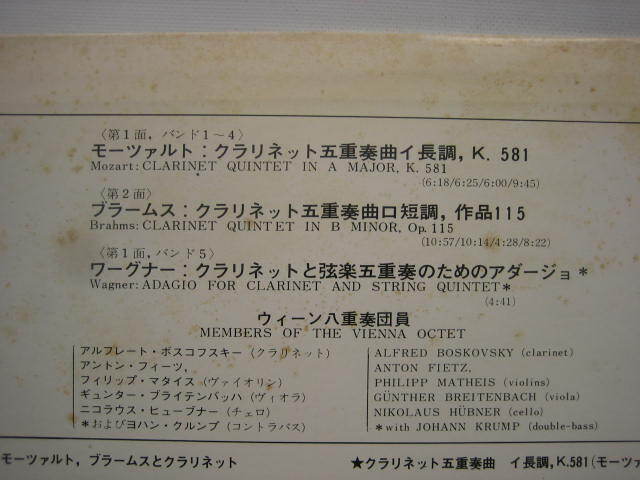 〈第1面,バンド1〜4〉
モーツァルト:クラリネット五重奏曲イ長調,K. 581
Mozart: CLARINET QUINTET IN A MAJOR, K. 581
(6:18/6:25/6:00/9:45)
〈第2面〉
ブラームス:クラリネット五重奏曲ロ短調,作品115
Brahms: CLARINET QUINTET IN B MINOR, Op. 115
(10:57/10:14/4:28/8:22)
〈第1面,バンド5〉
ワーグナー:クラリネットと弦楽五重奏のためのアダージョ*
Wagner: ADAGIO FOR CLARINET AND STRING QUINTET*
(4:41)
ウィーン八重奏団員
MEMBERS OF THE VIENNA OCTET
アルフレート・ボスコフスキー(クラリネット)
アントン・フィーツ,
フィリップ・マタイス(ヴァイオリン)
ギュンター・ブライテンバッハ(ヴィオラ)
ニコラウス・ヒューブナー(チェロ)
*およびヨハン・クルンプ(コントラバス)
ALFRED BOSKOVSKY (clarinet)
ANTON FIETZ,
PHILIPP MATHEIS (violins)
GÜNTHER BREITENBACH (viola)
NIKOLAUS HÜBNER (cello)
*with JOHANN KRUMP (double-bass)
モーツァルト,ブラームスとクラリネット
★クラリネット五重奏曲 イ長調,K.581(モーツァ